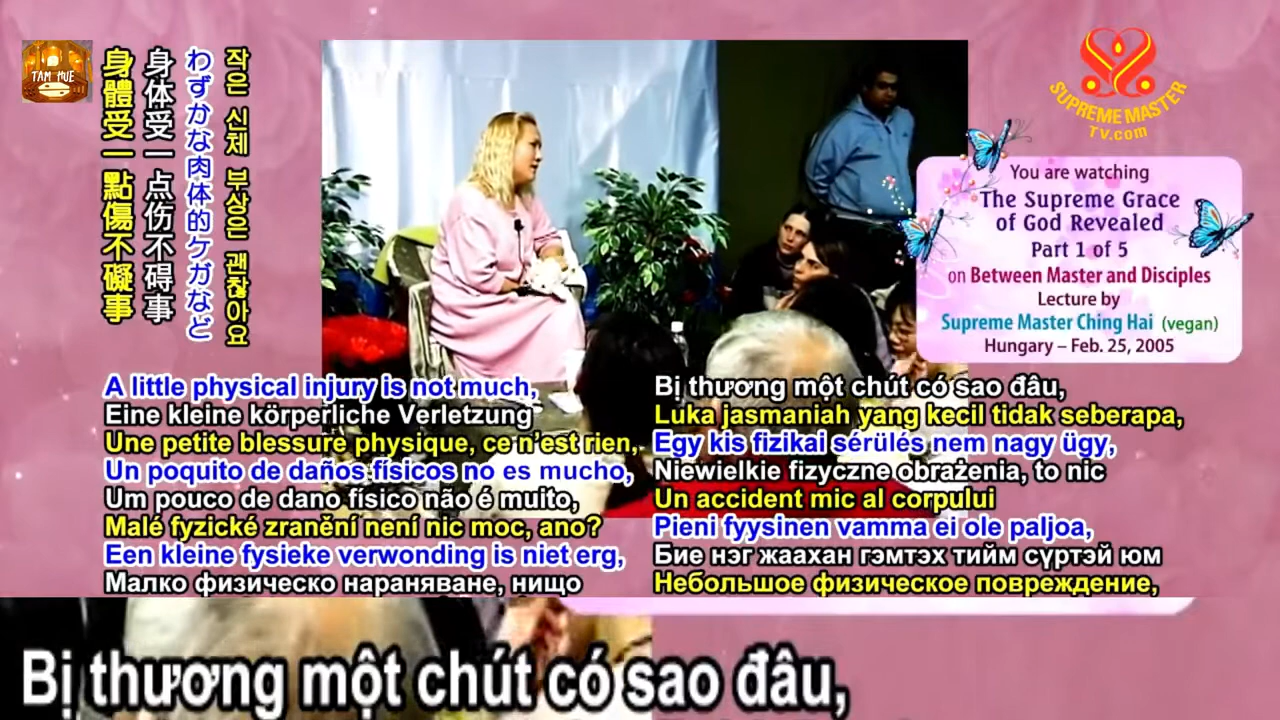 TAM HUE
身體受一點傷不礙事
身体受一点伤不碍事
わずかな肉体的ケガなど
작은 신체 부상은 괜찮아요
SUPREME MASTER
TV.com
You are watching
The Supreme Grace
of God Revealed
Part 1 of 5
on Between Master and Disciples
Lecture by
Supreme Master Ching Hai (vegan)
Hungary – Feb. 25, 2005
A little physical injury is not much,
Eine kleine körperliche Verletzung
Une petite blessure physique, ce n'est rien,
Un poquito de daños físicos no es mucho,
Um pouco de dano físico não é muito,
Malé fyzické zranění není nic moc, ano?
Een kleine fysieke verwonding is niet erg,
Малко физическо нараняване, нищо
Bị thương một chút có sao đâu,
Luka jasmaniah yang kecil tidak seberapa,
Egy kis fizikai sérülés nem nagy ügy,
Niewielkie fizyczne obrażenia, to nic
Un accident mic al corpului
Pieni fyysinen vamma ei ole paljoa,
Бие нэг жаахан гэмтэх тийм сүртэй юм
Небольшое физическое повреждение,
Bị thương một chút có sao đâu,